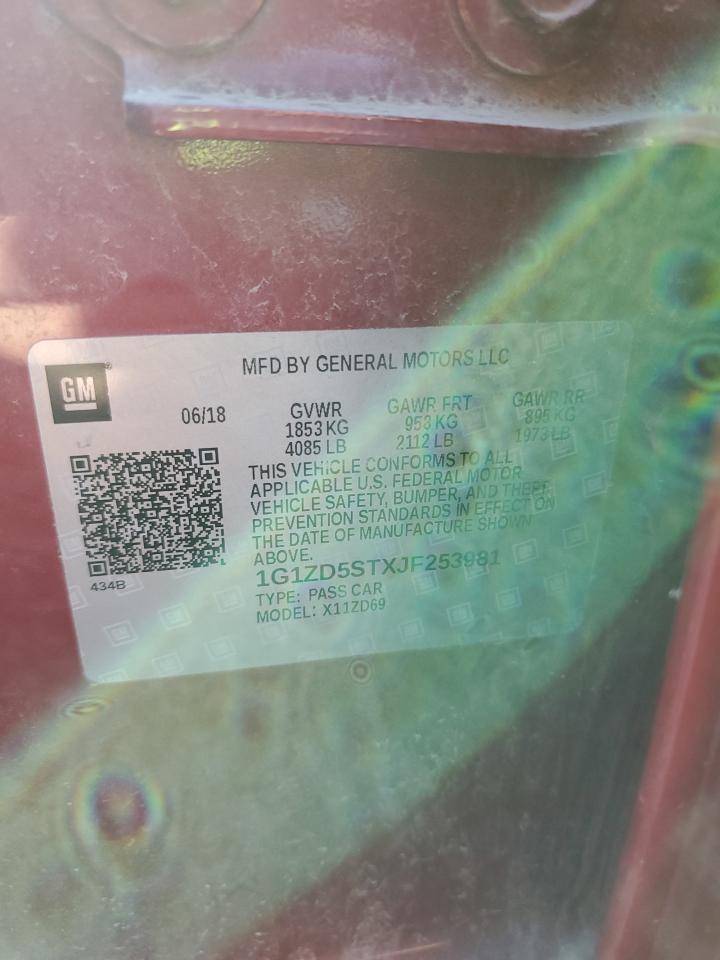 GM
®
MFD BY GENERAL MOTORS LLC
06/18
GVWR
GAWR FRT
GAWR RR
1853 KG
953 KG
895 KG
4085 LB
2112 LB
1973 LB
THIS VEHICLE CONFORMS TO ALL
APPLICABLE U.S. FEDERAL MOTOR
VEHICLE SAFETY, BUMPER, AND THEFT
PREVENTION STANDARDS IN EFFECT ON
THE DATE OF MANUFACTURE SHOWN
ABOVE.
434B
1G1ZD5STXJF253981
TYPE: PASS CAR
MODEL: X11ZD69